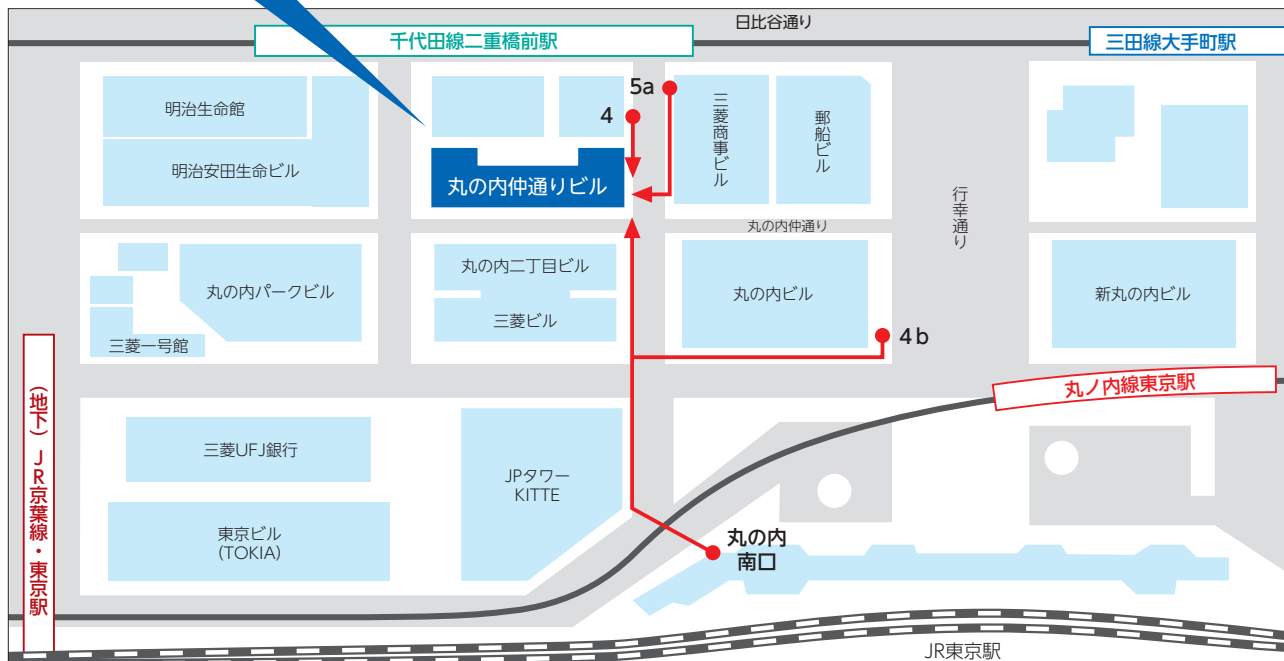 日比谷通り
千代田線二重橋前駅
三田線大手町駅
5a
4
明治生命館
三菱商事ビル
郵船ビル
明治安田生命ビル
丸の内仲通りビル
行幸通り
丸の内仲通り
丸の内二丁目ビル
丸の内パークビル
丸の内ビル
新丸の内ビル
三菱ビル
4b
三菱一号館
丸ノ内線東京駅
（地下）JR京葉線・東京駅
三菱UFJ銀行
JPタワー
KITTE
東京ビル
(TOKIA)
丸の内
南口
JR東京駅